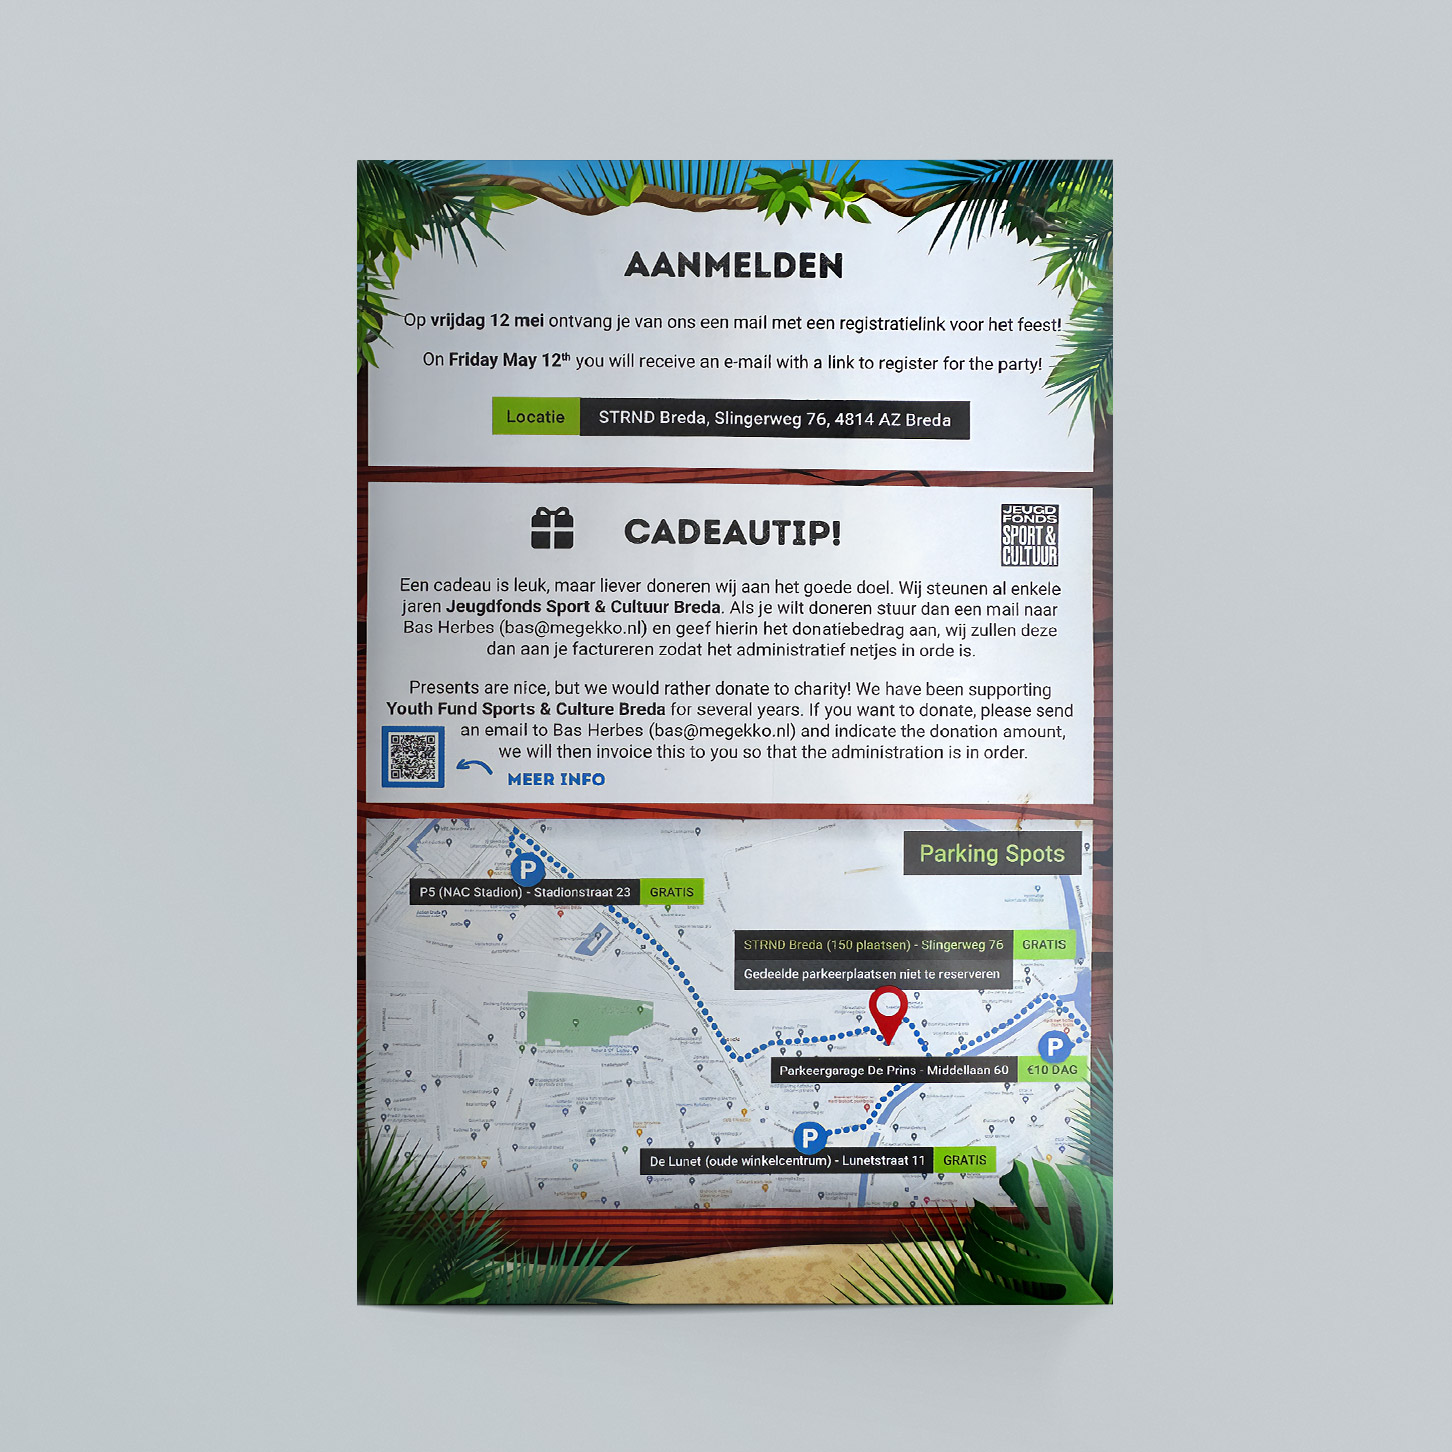 AANMELDEN
Op vrijdag 12 mei ontvang je van ons een mail met een registratielink voor het feest!
On Friday May 12th you will receive an e-mail with a link to register for the party!
Locatie STRND Breda, Slingerweg 76, 4814 AZ Breda
CADEAUTIP!
JEUGD
FONDS
SPORT &
CULTUUR
Een cadeau is leuk, maar liever doneren wij aan het goede doel. Wij steunen al enkele
jaren Jeugdfonds Sport & Cultuur Breda. Als je wilt doneren stuur dan een mail naar
Bas Herbes (bas@megekko.nl) en geef hierin het donatiebedrag aan, wij zullen deze
dan aan je factureren zodat het administratief netjes in orde is.
Presents are nice, but we would rather donate to charity! We have been supporting
Youth Fund Sports & Culture Breda for several years. If you want to donate, please send
an email to Bas Herbes (bas@megekko.nl) and indicate the donation amount,
we will then invoice this to you so that the administration is in order.
MEER INFO
Parking Spots
P
P5 (NAC Stadion) - Stadionstraat 23 GRATIS
STRND Breda (150 plaatsen) - Slingerweg 76 GRATIS
Gedeelde parkeerplaatsen niet te reserveren
P
Parkeergarage De Prins - Middellaan 60 €10 DAG
P
De Lunet (oude winkelcentrum) - Lunetstraat 11 GRATIS